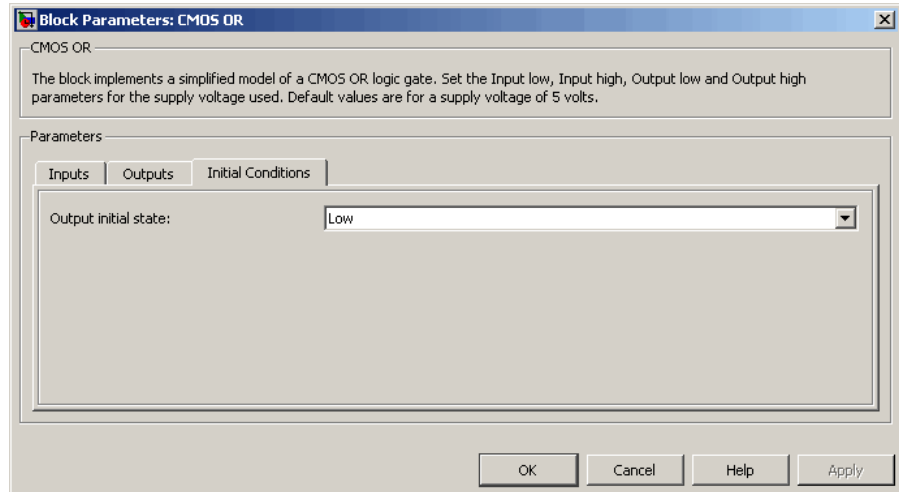 Block Parameters: CMOS OR
CMOS OR
The block implements a simplified model of a CMOS OR logic gate. Set the Input low, Input high, Output low and Output high
parameters for the supply voltage used. Default values are for a supply voltage of 5 volts.
Parameters
Inputs Outputs Initial Conditions
Output initial state: Low
OK Cancel Help Apply